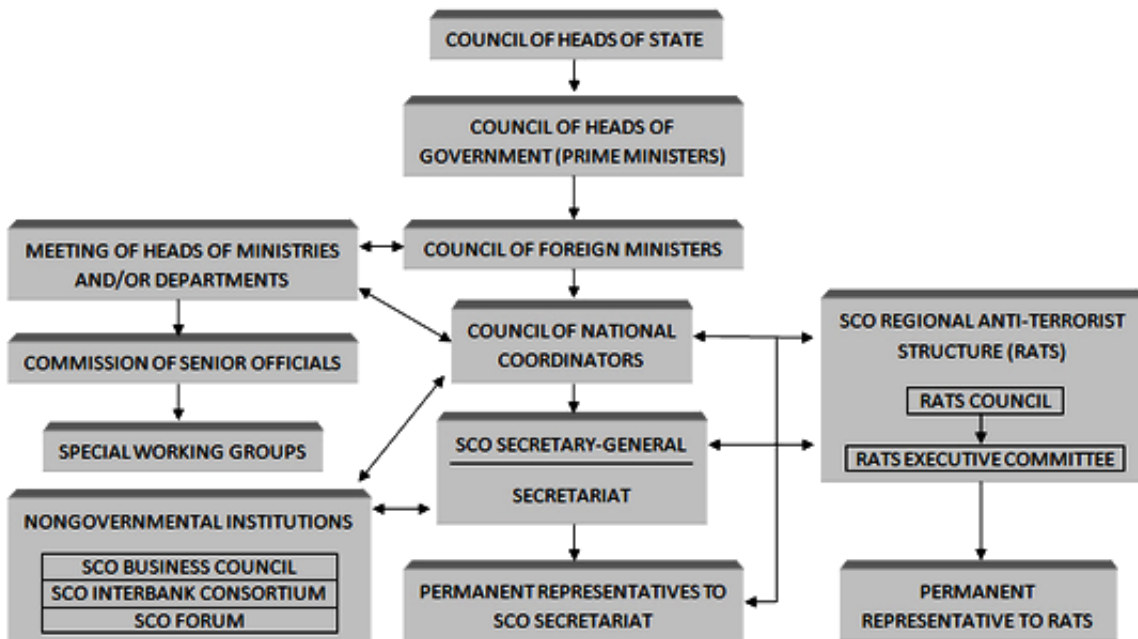 COUNCIL OF HEADS OF STATE
COUNCIL OF HEADS OF
GOVERNMENT (PRIME MINISTERS)
MEETING OF HEADS OF MINISTRIES
AND/OR DEPARTMENTS
COUNCIL OF FOREIGN MINISTERS
COUNCIL OF NATIONAL
COORDINATORS
SCO REGIONAL ANTI-TERRORIST
STRUCTURE (RATS)
RATS COUNCIL
RATS EXECUTIVE COMMITTEE
COMMISSION OF SENIOR OFFICIALS
SPECIAL WORKING GROUPS
SCO SECRETARY-GENERAL
SECRETARIAT
NONGOVERNMENTAL INSTITUTIONS
SCO BUSINESS COUNCIL
SCO INTERBANK CONSORTIUM
SCO FORUM
PERMANENT REPRESENTATIVES TO
SCO SECRETARIAT
PERMANENT
REPRESENTATIVE TO RATS